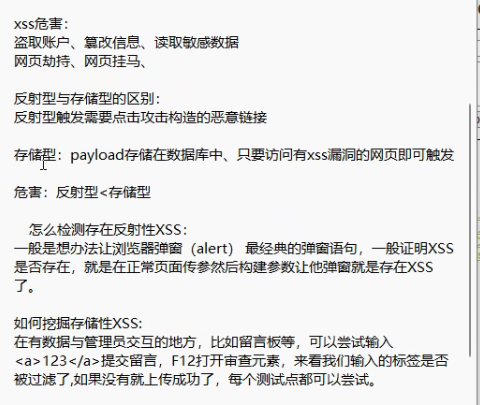 xss危害：
盗取账户、篡改信息、读取敏感数据
网页劫持、网页挂马、
反射型与存储型的区别：
反射型触发需要点击攻击构造的恶意链接
存储型：payload存储在数据库中、只要访问有xss漏洞的网页即可触发
危害：反射型<存储型
怎么检测存在反射性XSS：
一般是想办法让浏览器弹窗（alert） 最经典的弹窗语句，一般证明XSS
是否存在，就是在正常页面传参然后构建参数让他弹窗就是存在XSS
了。
如何挖掘存储性XSS:
在有数据与管理员交互的地方，比如留言板等，可以尝试输入
<a>123</a>提交留言，F12打开审查元素，来看我们输入的标签是否
被过滤了,如果没有就上传成功了，每个测试点都可以尝试。